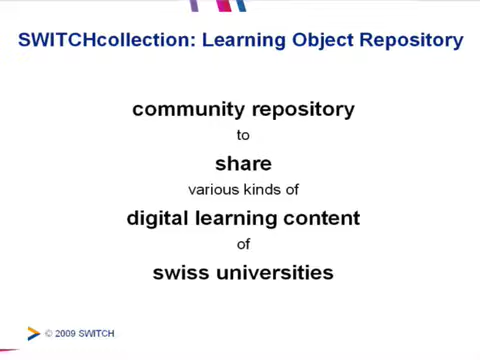 SWITCHcollection: Learning Object Repository
community repository
to
share
various kinds of
digital learning content
of
swiss universities
© 2009 SWITCH